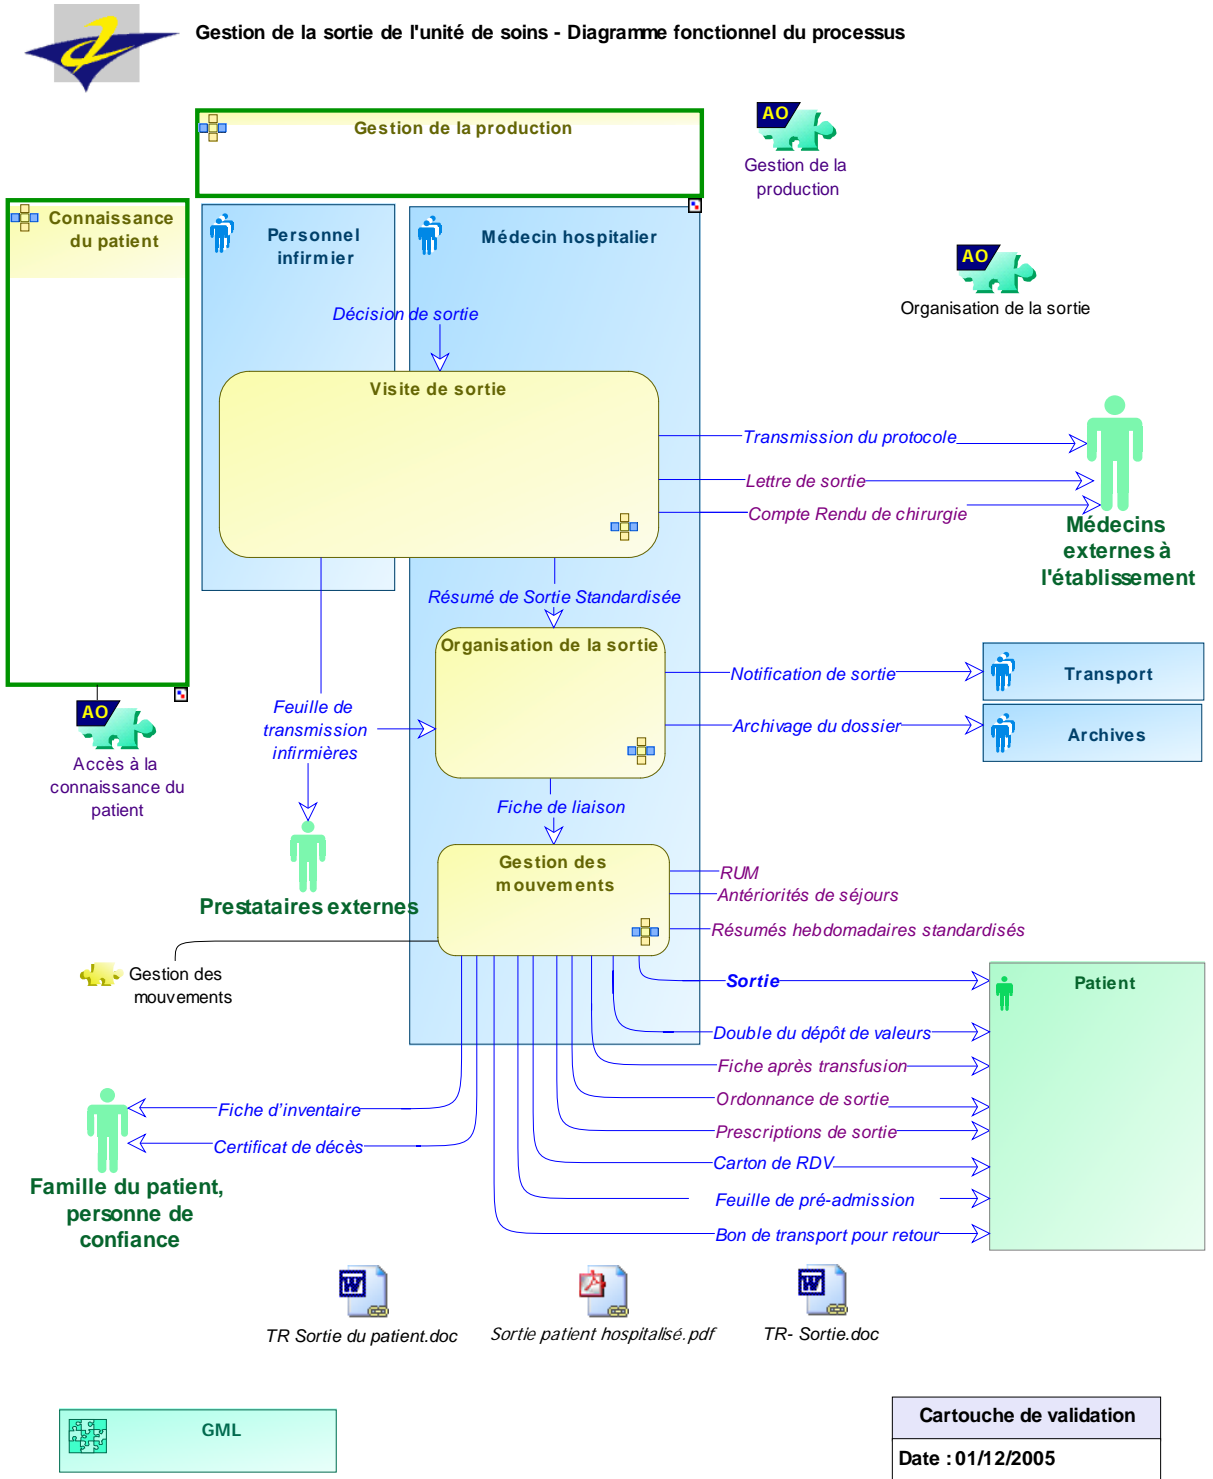 Gestion de la sortie de l'unité de soins - Diagramme fonctionnel du processus
Gestion de la production
AO
Gestion de la
production
Connaissance
du patient
Personnel
infirmier
Médecin hospitalier
AO
Organisation de la sortie
Décision de sortie
Visite de sortie
Transmission du protocole
Lettre de sortie
Compte Rendu de chirurgie
Médecins
externes à
l'établissement
Résumé de Sortie Standardisée
Organisation de la sortie
Notification de sortie
Transport
Archivage du dossier
Archives
Feuille de
transmission
infirmières
AO
Accès à la
connaissance du
patient
Fiche de liaison
Gestion des
mouvements
RUM
Antériorités de séjours
Résumés hebdomadaires standardisés
Prestataires externes
Gestion des
mouvements
Sortie
Patient
Double du dépôt de valeurs
Fiche après transfusion
Ordonnance de sortie
Prescriptions de sortie
Carton de RDV
Feuille de pré-admission
Bon de transport pour retour
Fiche d’inventaire
Certificat de décès
Famille du patient,
personne de
confiance
TR Sortie du patient.doc
Sortie patient hospitalisé.pdf
TR- Sortie.doc
GML
Cartouche de validation
Date : 01/12/2005